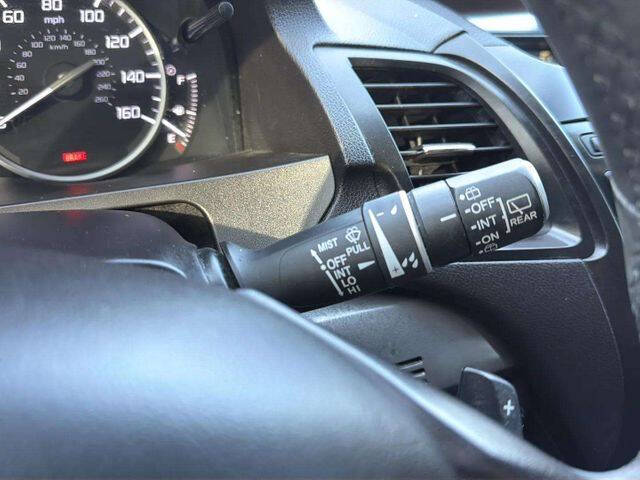 60 80 100 120 140 160
mph
20 40 60 80 100 120 140 160 180 200 220 240 260
km/h
F
E
BRAKE
MIST
OFF
INT
LO
HI
PULL
- +
OFF
INT
ON
REAR
+